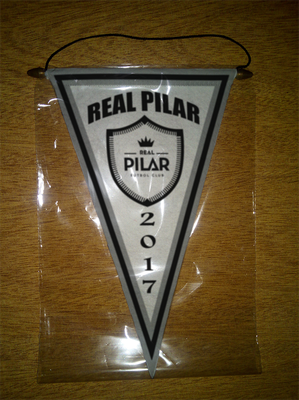 REAL PILAR
REAL
PILAR
FUTBOL CLUB
2017